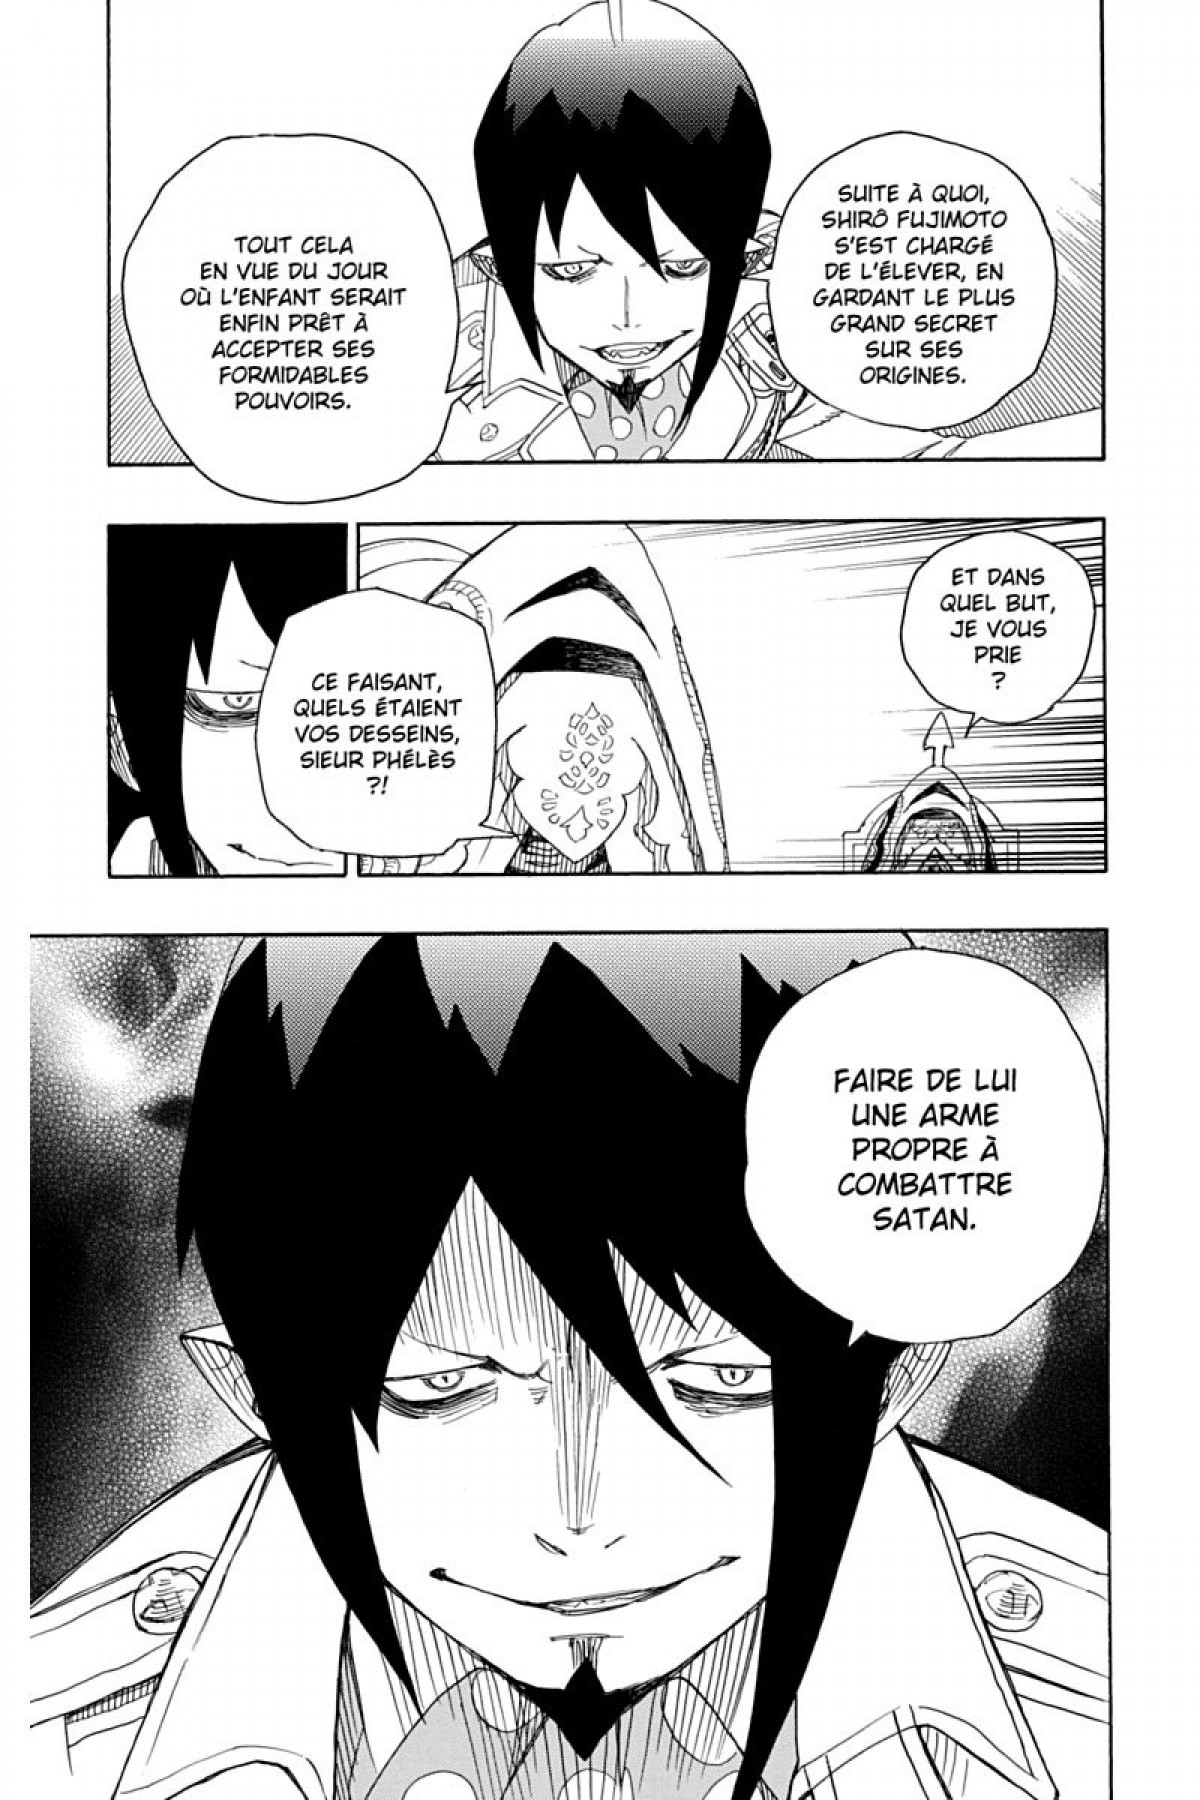 SUITE À QUOI,
SHIRÔ FUJIMOTO
S'EST CHARGÉ
DE L'ÉLEVER, EN
GARDANT LE PLUS
GRAND SECRET
SUR SES
ORIGINES.
TOUT CELA
EN VUE DU JOUR
OÙ L'ENFANT SERAIT
ENFIN PRÊT À
ACCEPTER SES
FORMIDABLES
POUVOIRS.
ET DANS
QUEL BUT,
JE VOUS
PRIE
?
CE FAISANT,
QUELS ÉTAIENT
VOS DESSEINS,
SIEUR PHÉLÈS
?!
FAIRE DE LUI
UNE ARME
PROPRE À
COMBATTRE
SATAN.